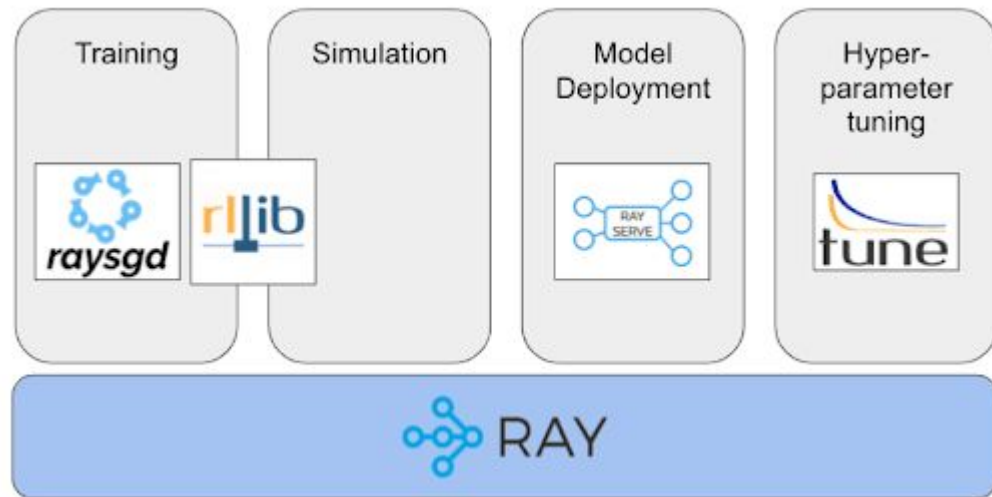 Training
Simulation
Model
Deployment
Hyper-
parameter
tuning
raysgd
rllib
RAY
SERVE
tune
RAY